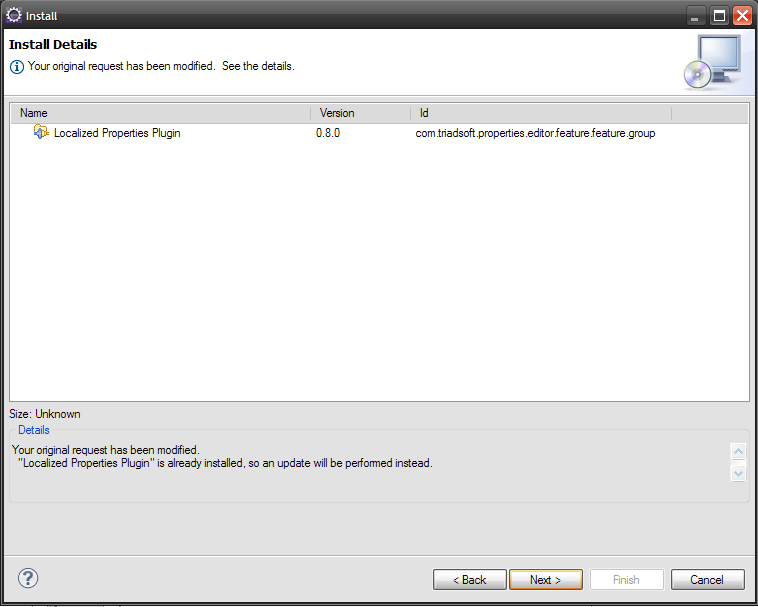 Install
Install Details
Your original request has been modified.  See the details.
Name Version Id
Localized Properties Plugin 0.8.0 com.triadsoft.properties.editor.feature.feature.group
Size: Unknown
Details
Your original request has been modified.
"Localized Properties Plugin" is already installed, so an update will be performed instead.
? < Back Next > Finish Cancel